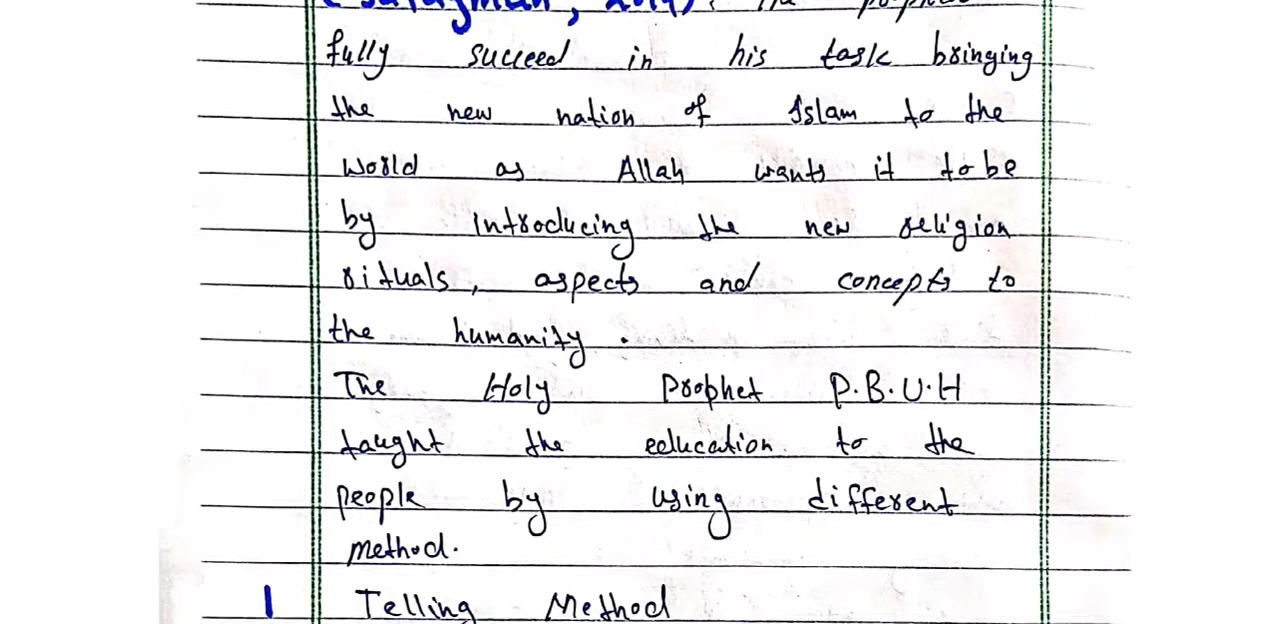 fully succeed in his task bringing
the new nation of Islam to the
World as Allah wants it to be
by introducing the new religion
rituals, aspects and concepts to
the humanity.
The Holy Prophet P.B.U.H
taught the education to the
people by using different
method.
1 Telling Method